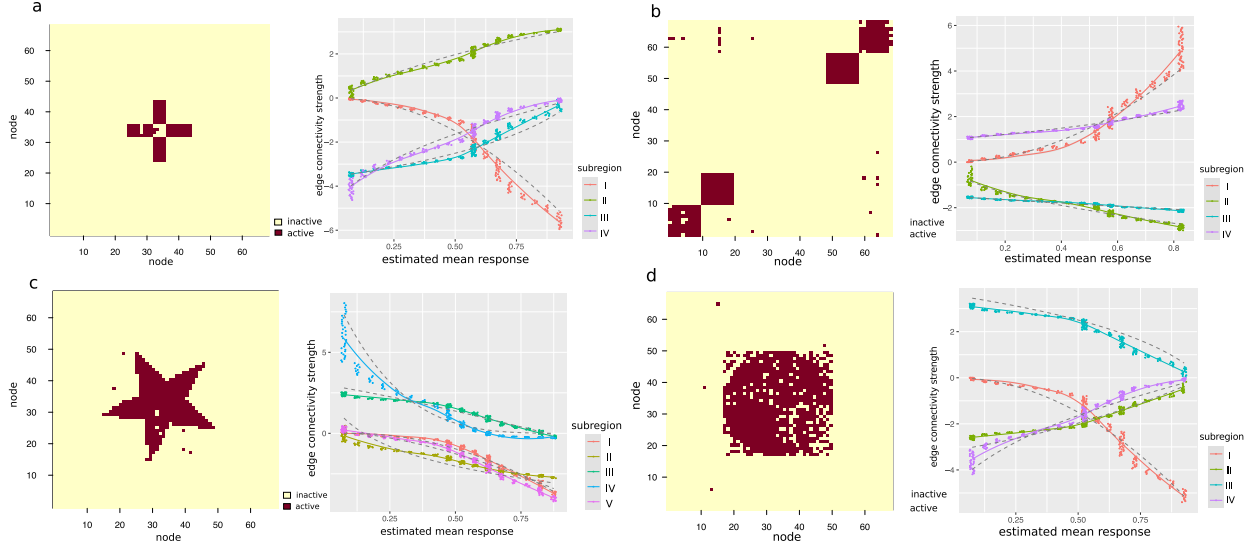 a
node
60
50
40
30
20
10
10 20 30 40 50 60
node
inactive
active
edge connectivity strength
2
0
−2
−4
−6
0.25 0.50 0.75
estimated mean response
subregion
I
II
III
IV
b
node
60
50
40
30
20
10
10 20 30 40 50 60
node
inactive
active
edge connectivity strength
6
4
2
0
−2
0.2 0.4 0.6 0.8
estimated mean response
subregion
I
II
III
IV
c
node
60
50
40
30
20
10
10 20 30 40 50 60
node
inactive
active
edge connectivity strength
5
0
0.25 0.50 0.75
estimated mean response
subregion
I
II
III
IV
V
d
node
60
50
40
30
20
10
10 20 30 40 50 60
node
inactive
active
edge connectivity strength
2
0
−2
−4
0.25 0.50 0.75
estimated mean response
subregion
I
II
III
IV